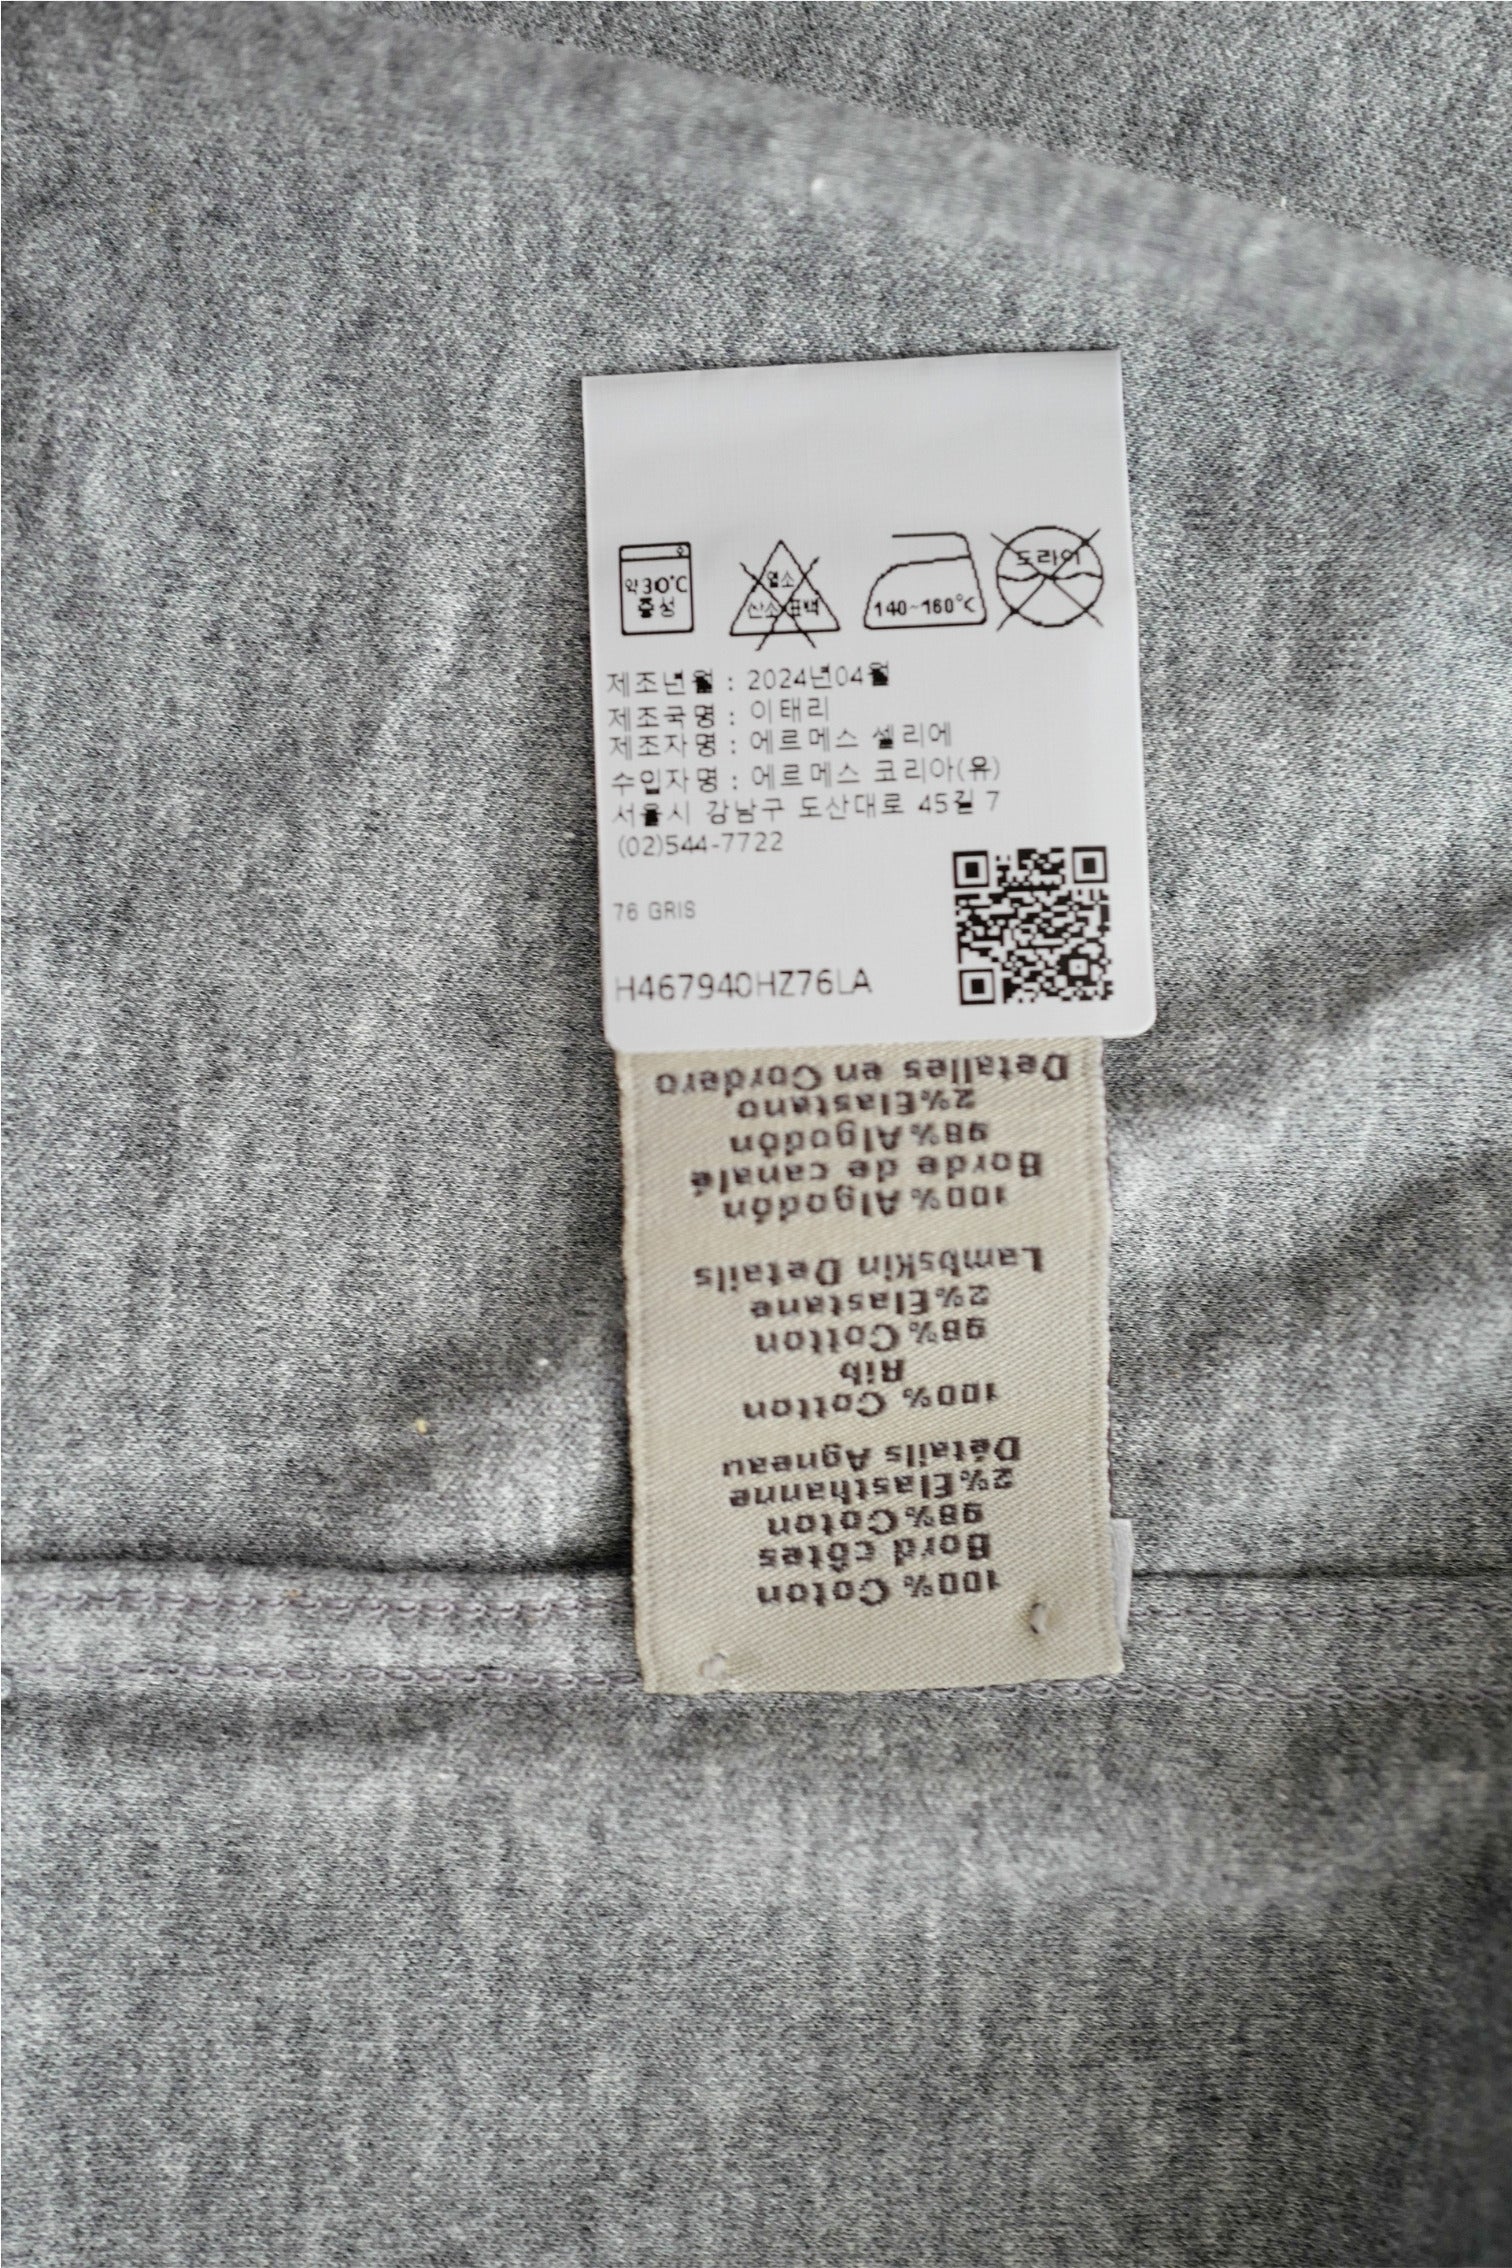 약30℃
중성
염소
산소표백
140~160℃
드라이
제조년월 : 2024년04월
제조국명 : 이태리
제조자명 : 에르메스 셀리에
수입자명 : 에르메스 코리아(유)
서울시 강남구 도산대로 45길 7
(02)544-7722
76 GRIS
H467940HZ76LA
100% Coton
Bord côtes
98% Coton
2% Elasthanne
Détails Agneau
100% Cotton
Rib
98% Cotton
2% Elastane
Lambskin Details
100% Algodón
Borde de canalé
98% Algodón
2% Elastano
Detalles en Cordero